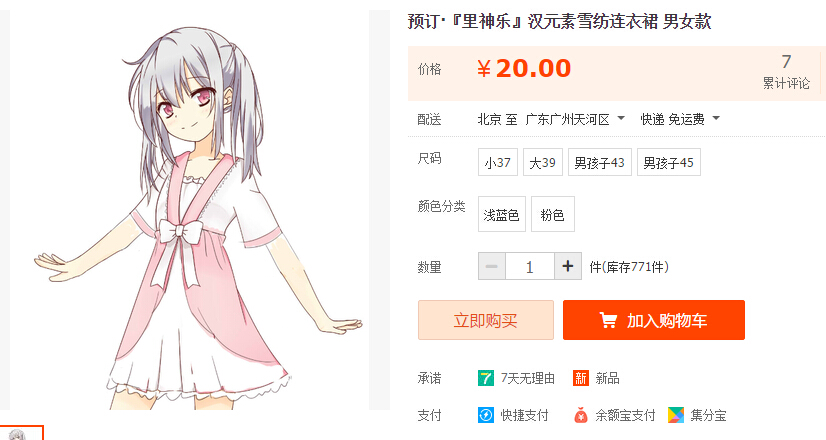 预订·『里神乐』汉元素雪纺连衣裙 男女款
价格 ¥20.00 7
累计评论
配送 北京 至 广东广州天河区 快递 免运费
尺码 小37 大39 男孩子43 男孩子45
颜色分类 浅蓝色 粉色
数量 − 1 + 件(库存771件)
立即购买 加入购物车
承诺 7 7天无理由 新 新品
支付 快捷支付 余额宝支付 集分宝